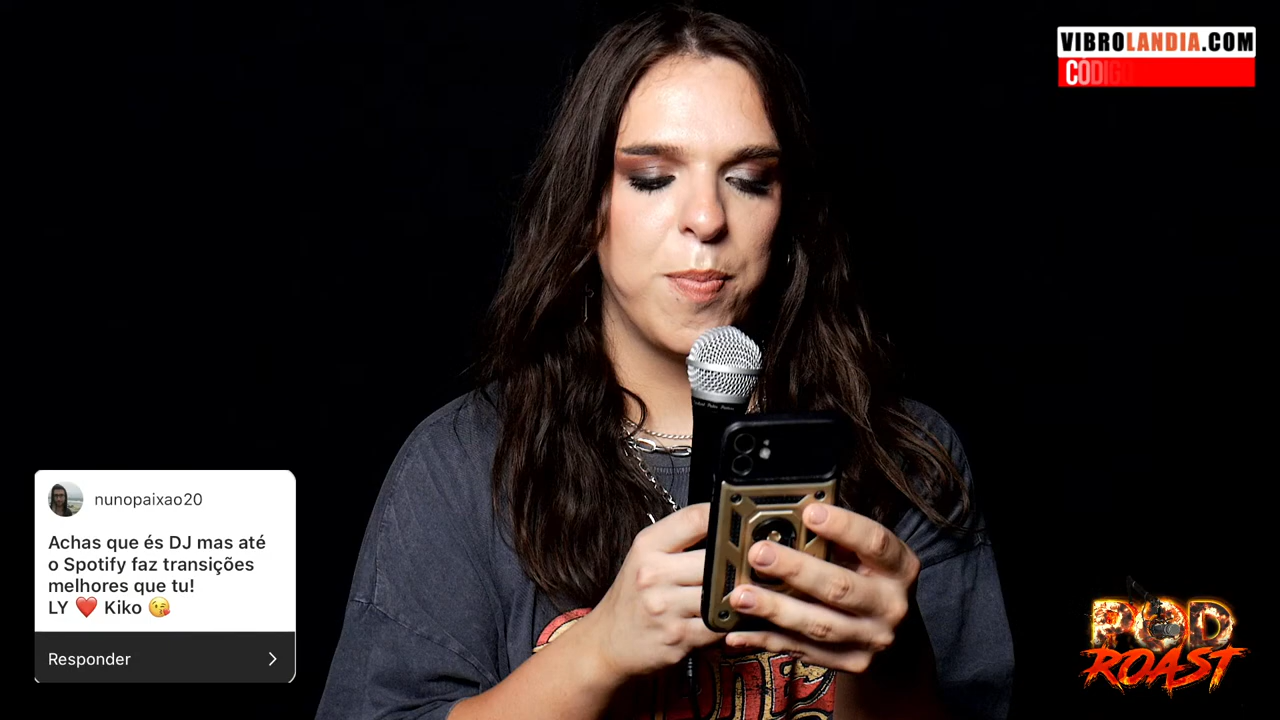 VIBROLANDIA.COM
CÓDIGO
nunopaixao20
Achas que és DJ mas até
o Spotify faz transições
melhores que tu!
LY ❤️ Kiko 😘
Responder
POD
ROAST